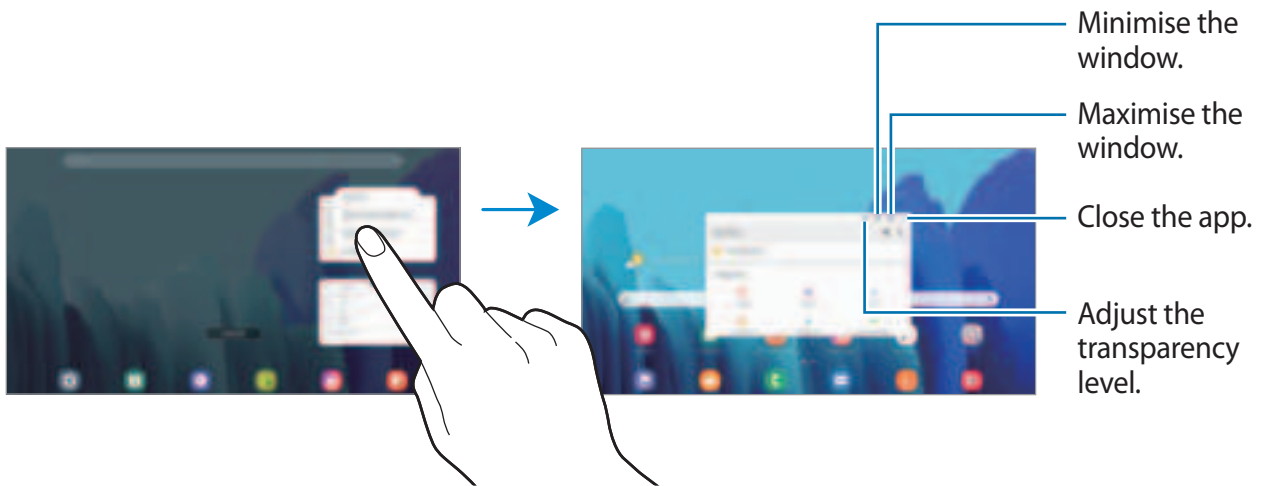 Minimise the
window.
Maximise the
window.
Close the app.
Adjust the
transparency
level.